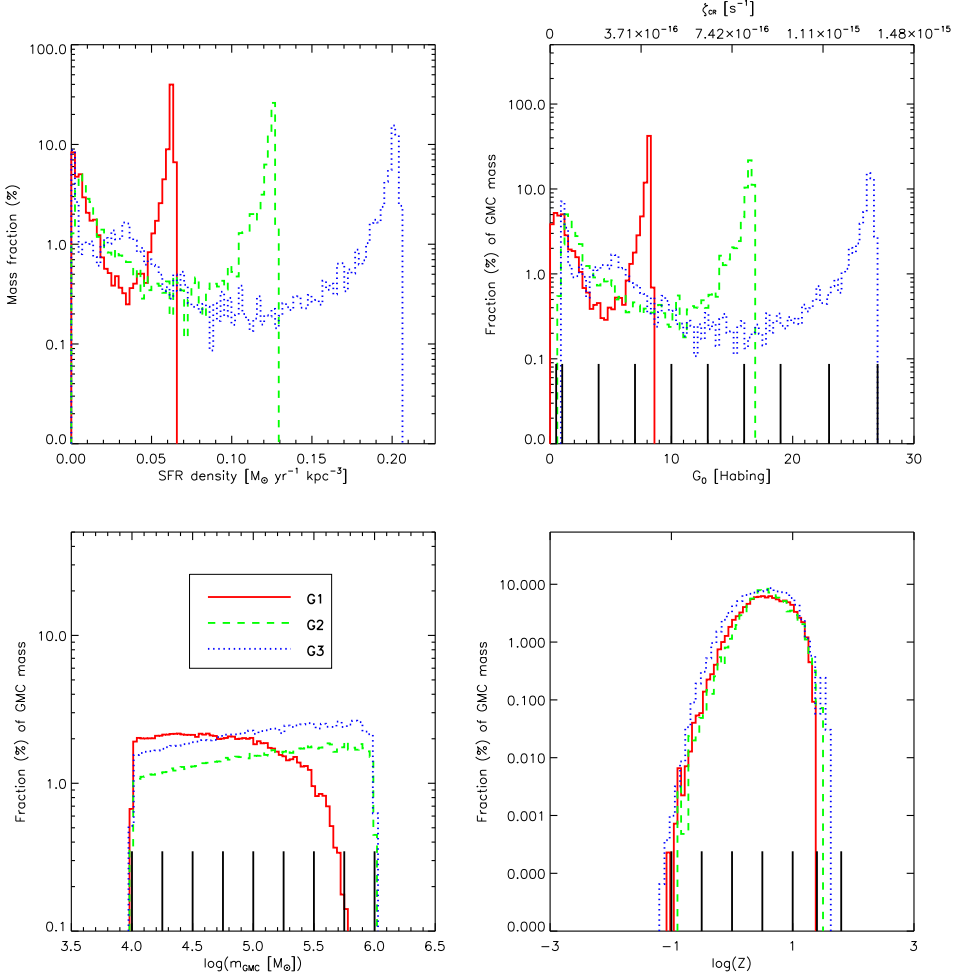 ζCR [s⁻¹]
0 3.71×10⁻¹⁶ 7.42×10⁻¹⁶ 1.11×10⁻¹⁵ 1.48×10⁻¹⁵
Mass fraction (%)
100.0
10.0
1.0
0.1
0.0
0.00 0.05 0.10 0.15 0.20
SFR density [M⊙ yr⁻¹ kpc⁻³]
Fraction (%) of GMC mass
100.0
10.0
1.0
0.1
0.0
0 10 20 30
G₀ [Habing]
Fraction (%) of GMC mass
10.0
1.0
0.1
G1
G2
G3
3.5 4.0 4.5 5.0 5.5 6.0 6.5
log(mGMC [M⊙])
Fraction (%) of GMC mass
10.000
1.000
0.100
0.010
0.001
0.000
0.000
−3 −1 1 3
log(Z)